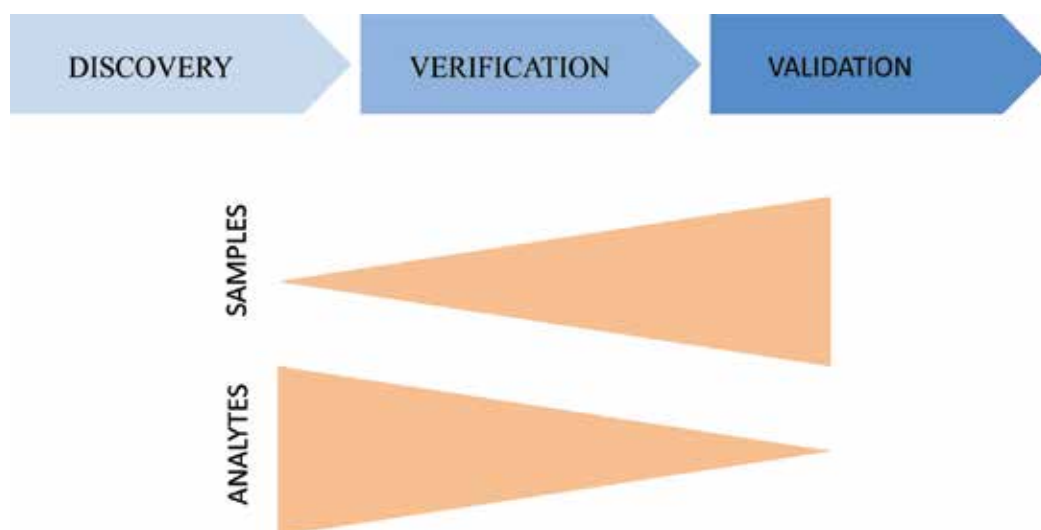 DISCOVERY
VERIFICATION
VALIDATION
SAMPLES
ANALYTES